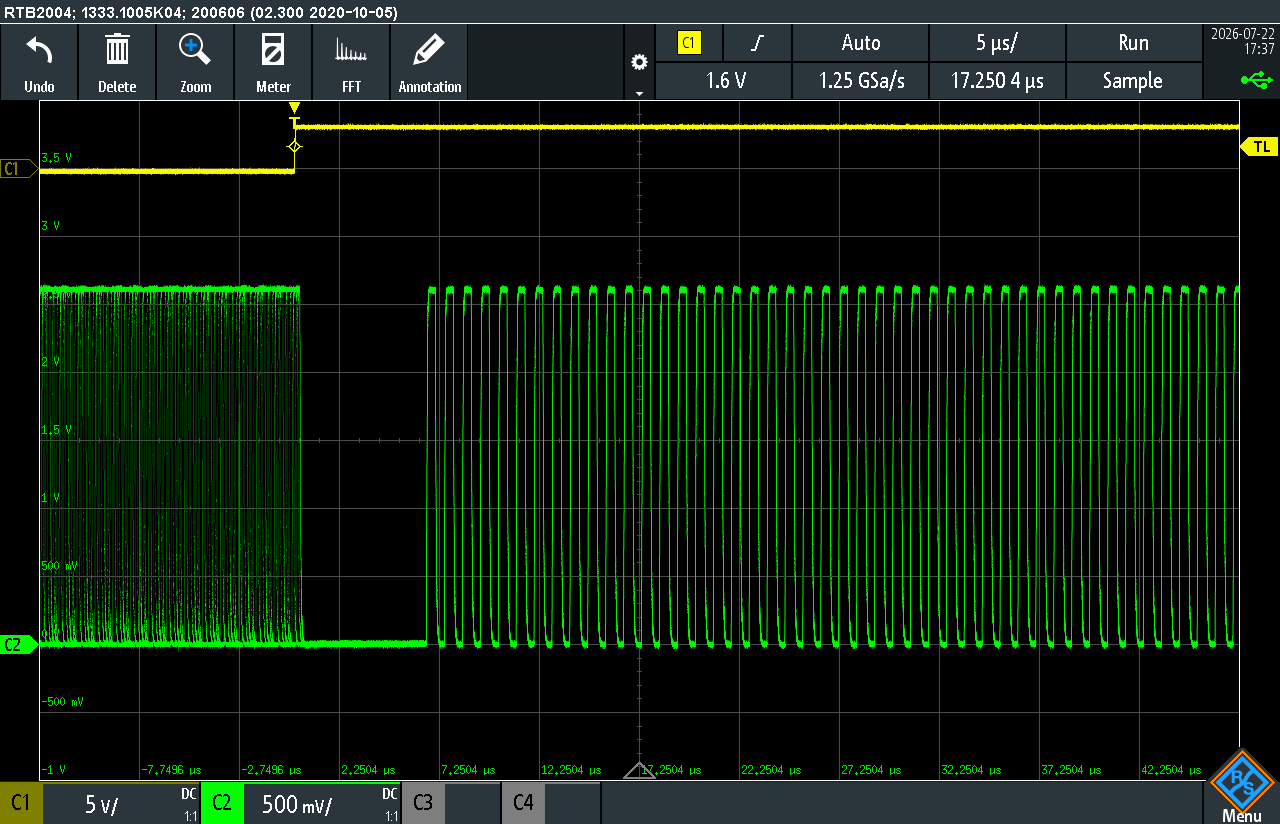 RTB2004; 1333.1005K04; 200606 (02.300 2020-10-05)
Undo
Delete
Zoom
Meter
FFT
Annotation
C1
Auto
5 µs/
Run
1.6 V
1.25 GSa/s
17.250 4 µs
Sample
2026-07-22
17:37
T
TL
C1
3.5 V
3 V
2 V
1.5 V
1 V
500 mV
C2
-500 mV
-1 V
-7.7496 µs
-2.7496 µs
2.2504 µs
7.2504 µs
12.2504 µs
17.2504 µs
22.2504 µs
27.2504 µs
32.2504 µs
37.2504 µs
42.2504 µs
C1
5 V/
DC
1:1
C2
500 mV/
DC
1:1
C3
C4
R S
Menu